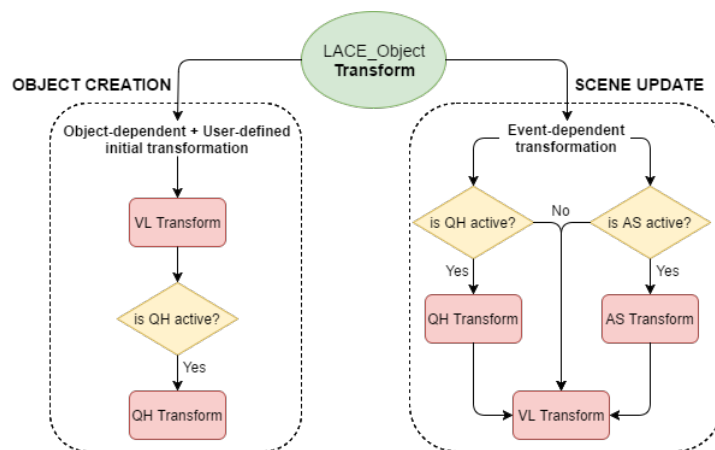 LACE_Object
Transform
OBJECT CREATION
Object-dependent + User-defined
initial transformation
VL Transform
is QH active?
Yes
QH Transform
SCENE UPDATE
Event-dependent
transformation
is QH active?
No
is AS active?
Yes
Yes
QH Transform
AS Transform
VL Transform